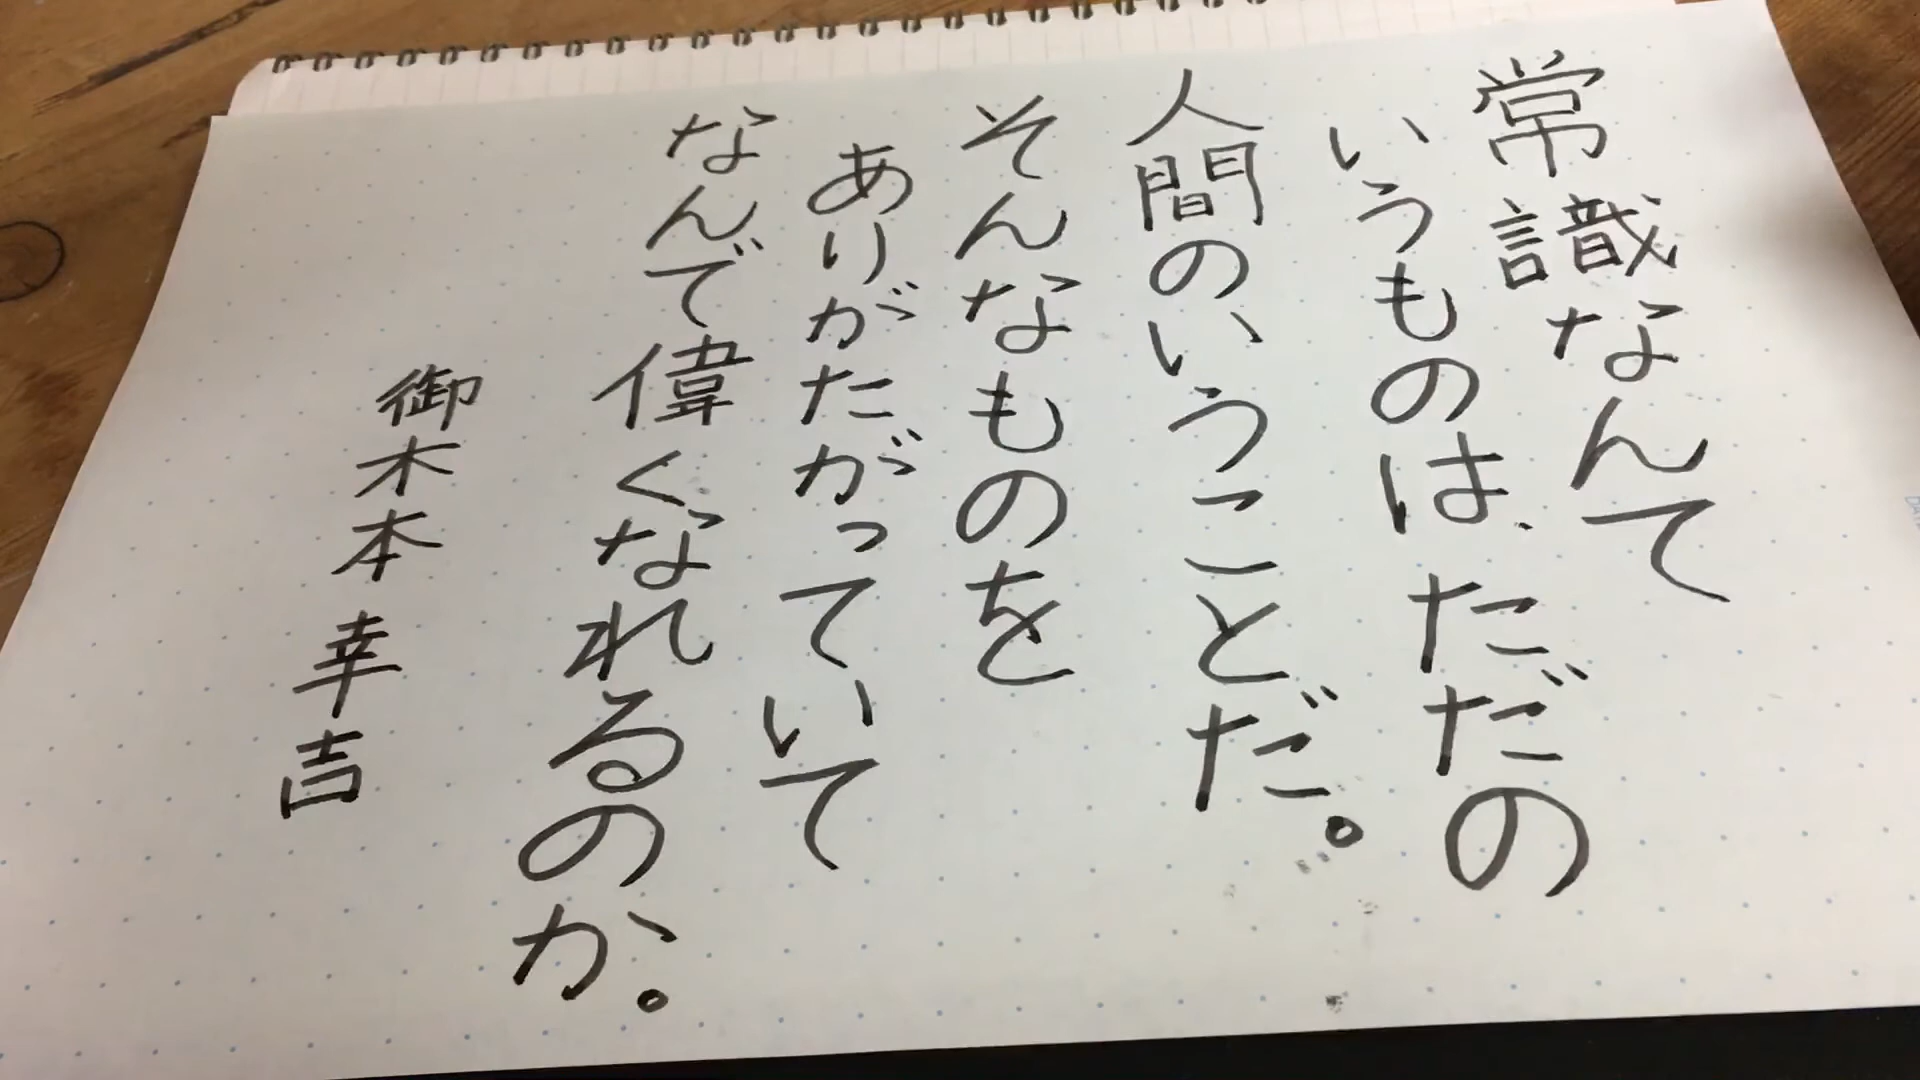 常識なんて
いうものは、ただの
人間のいうことだ。
そんなものを
ありがたがっていて
なんで偉くなれるのか。
御木本幸吉